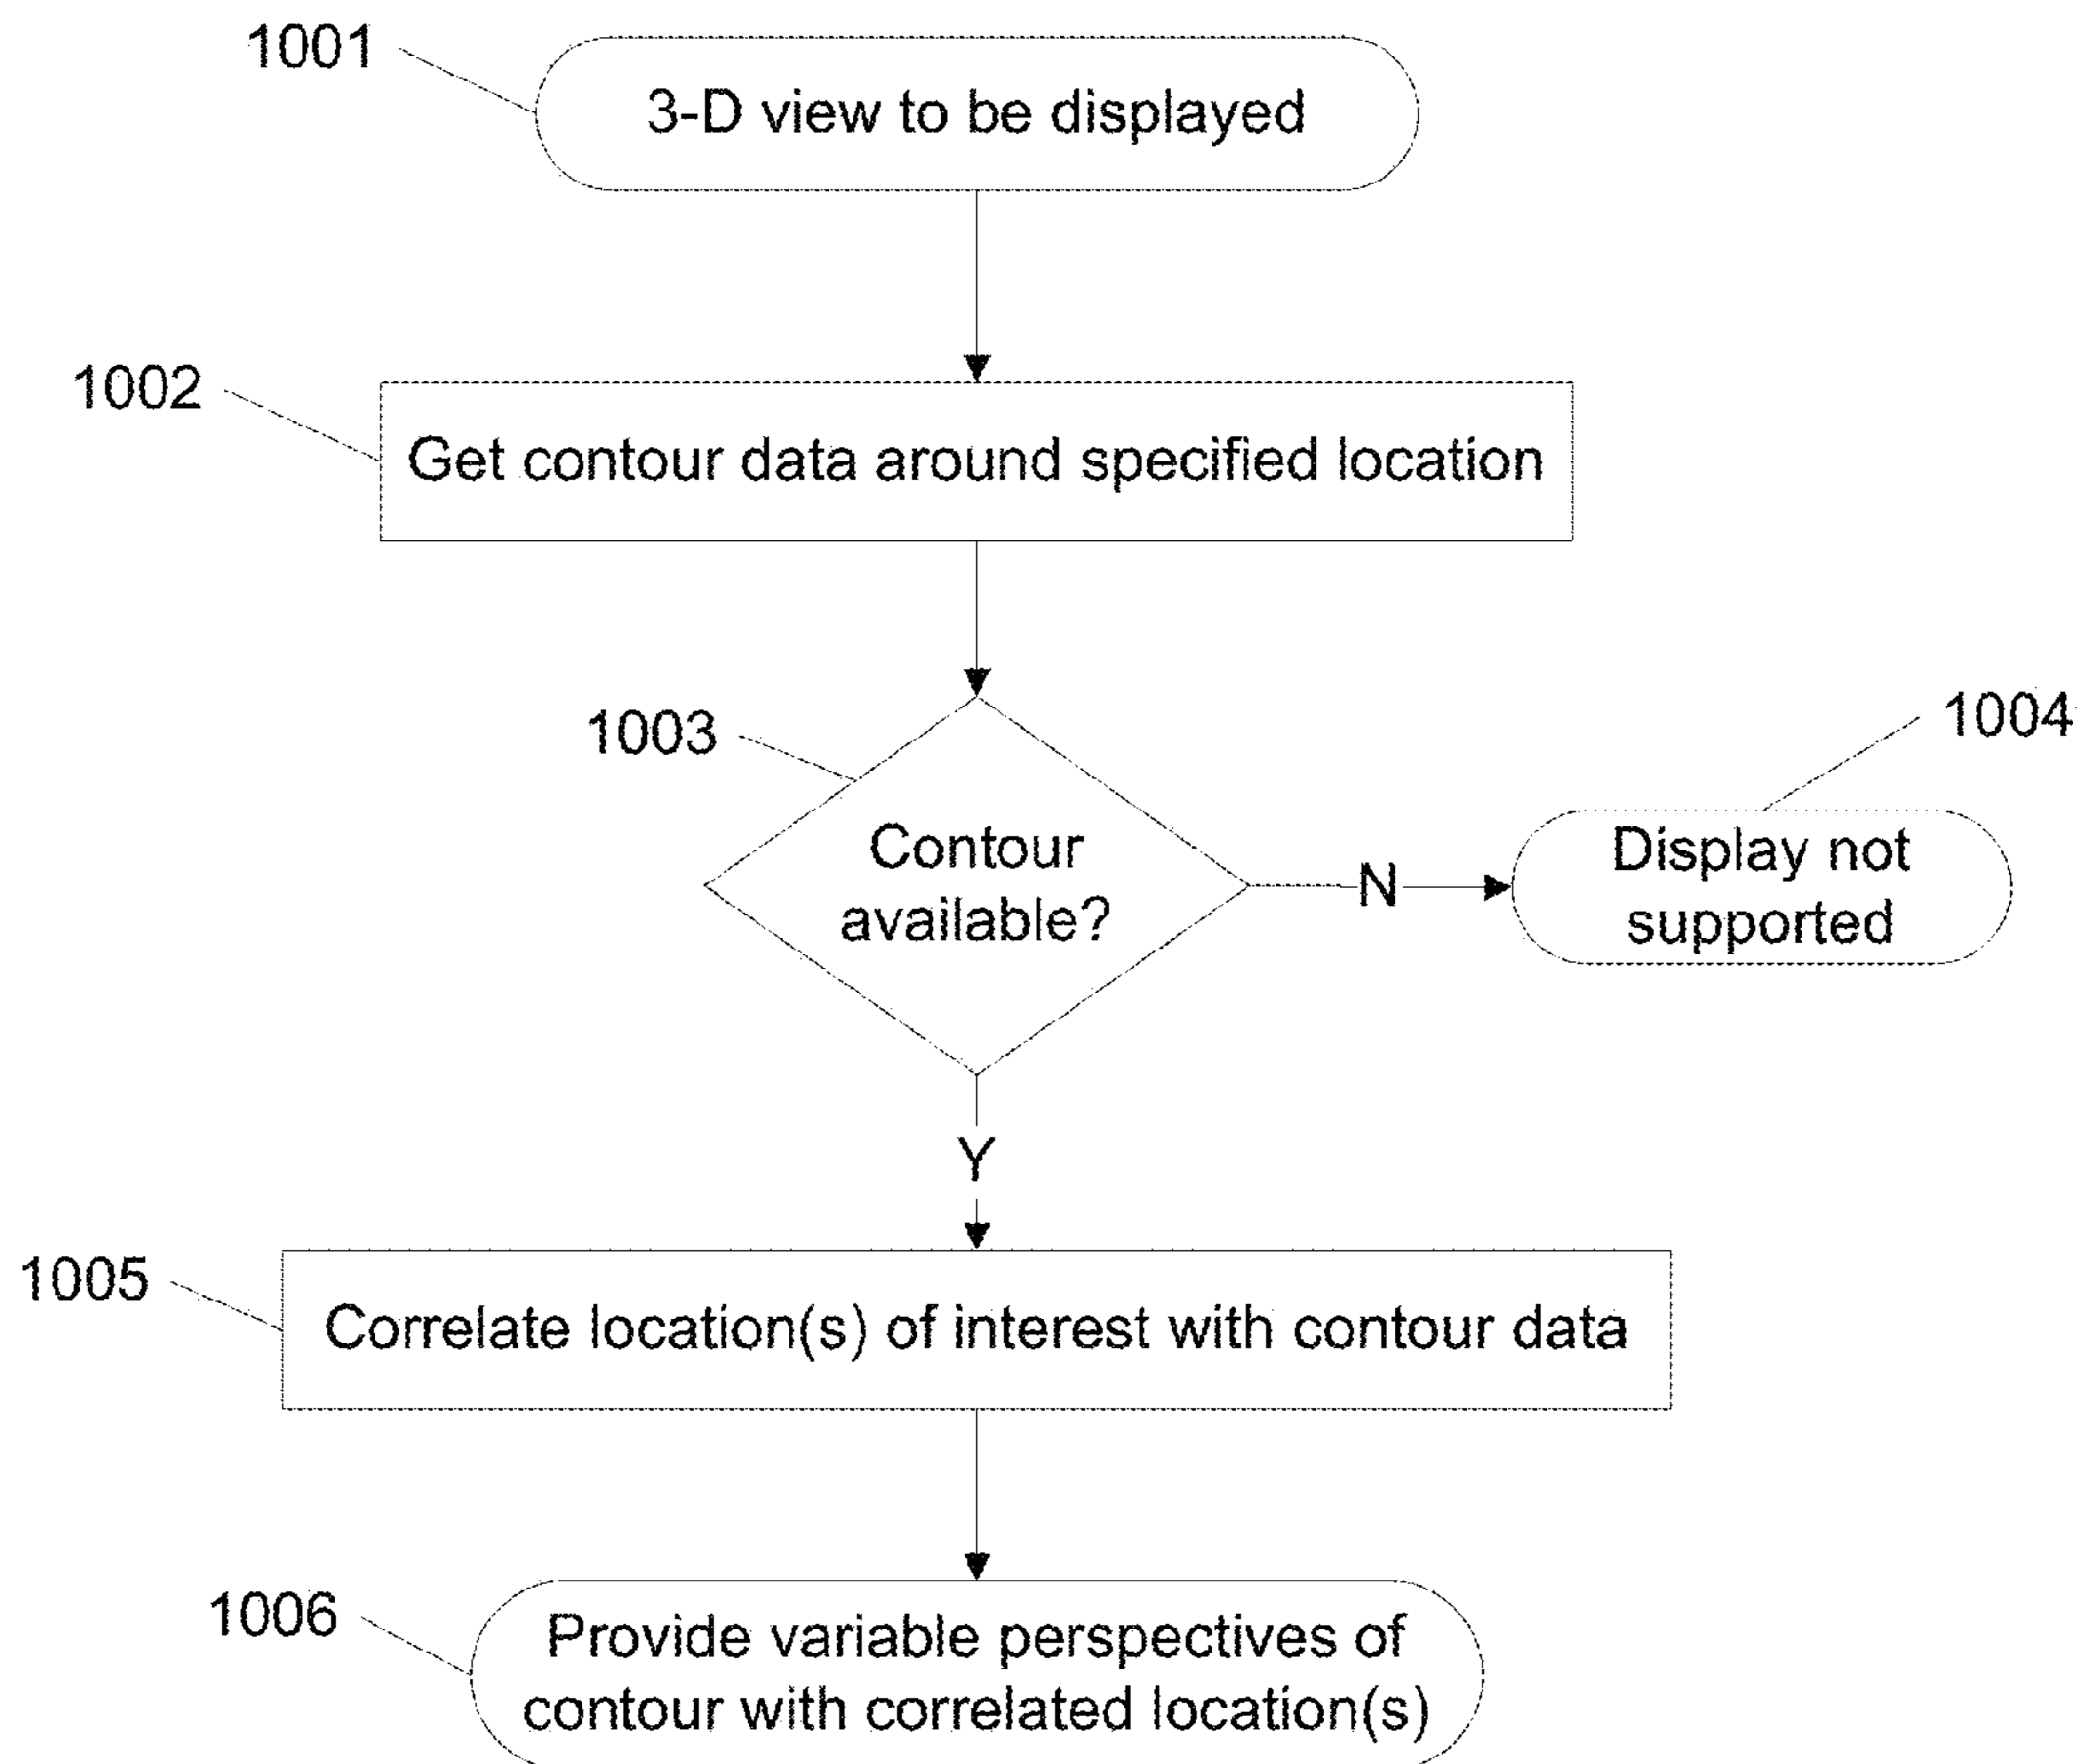 1001
3-D view to be displayed
1002
Get contour data around specified location
1003
Contour
available?
N
1004
Display not
supported
Y
1005
Correlate location(s) of interest with contour data
1006
Provide variable perspectives of
contour with correlated location(s)